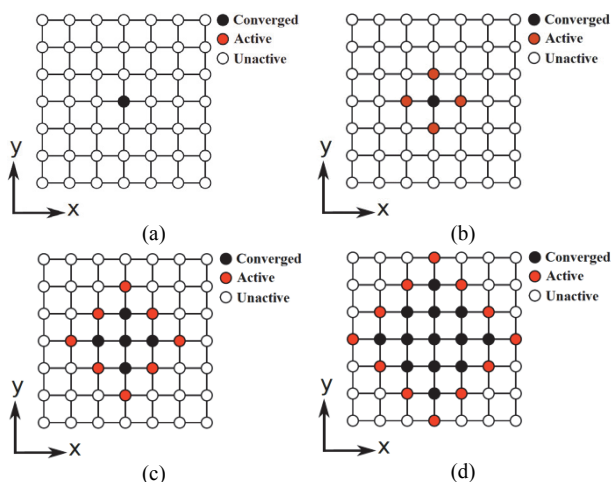 Converged
Active
Unactive
y
x
(a)
Converged
Active
Unactive
y
x
(b)
Converged
Active
Unactive
y
x
(c)
Converged
Active
Unactive
y
x
(d)